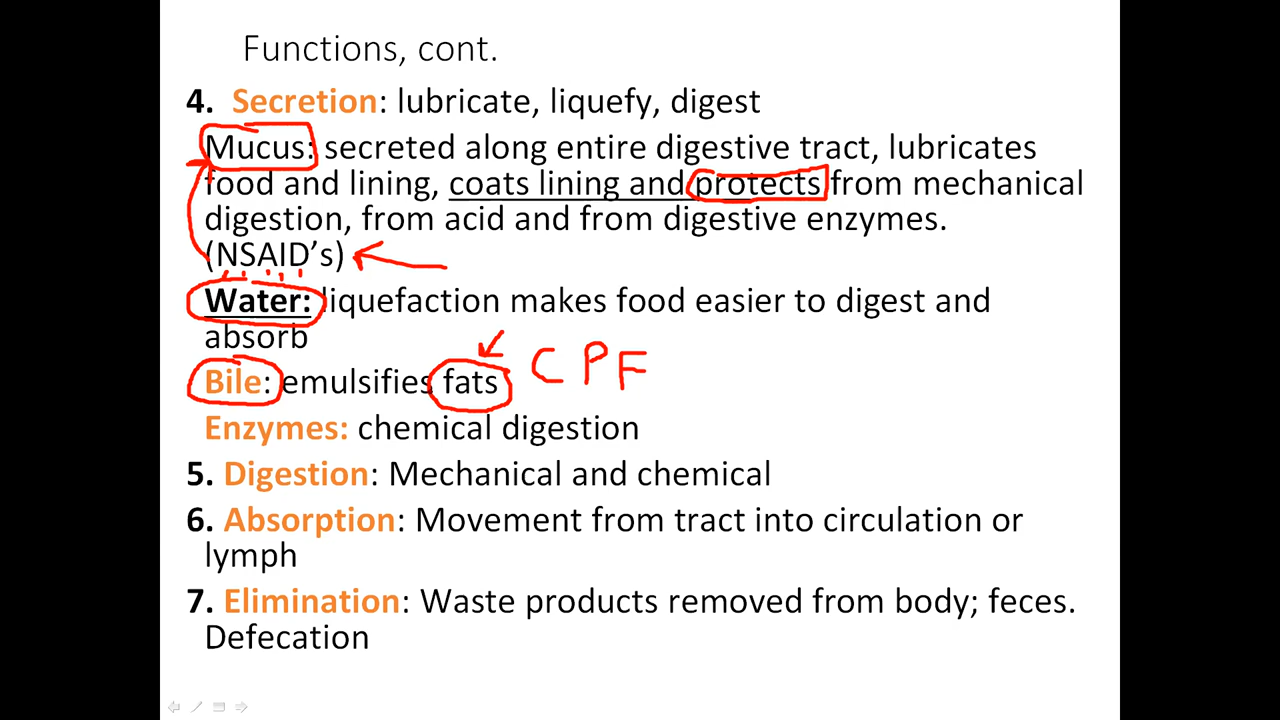 Functions, cont.
4. Secretion: lubricate, liquefy, digest
Mucus: secreted along entire digestive tract, lubricates
food and lining, coats lining and protects from mechanical
digestion, from acid and from digestive enzymes.
(NSAID’s)
Water: liquefaction makes food easier to digest and
absorb
Bile: emulsifies fats CPF
Enzymes: chemical digestion
5. Digestion: Mechanical and chemical
6. Absorption: Movement from tract into circulation or
lymph
7. Elimination: Waste products removed from body; feces.
Defecation